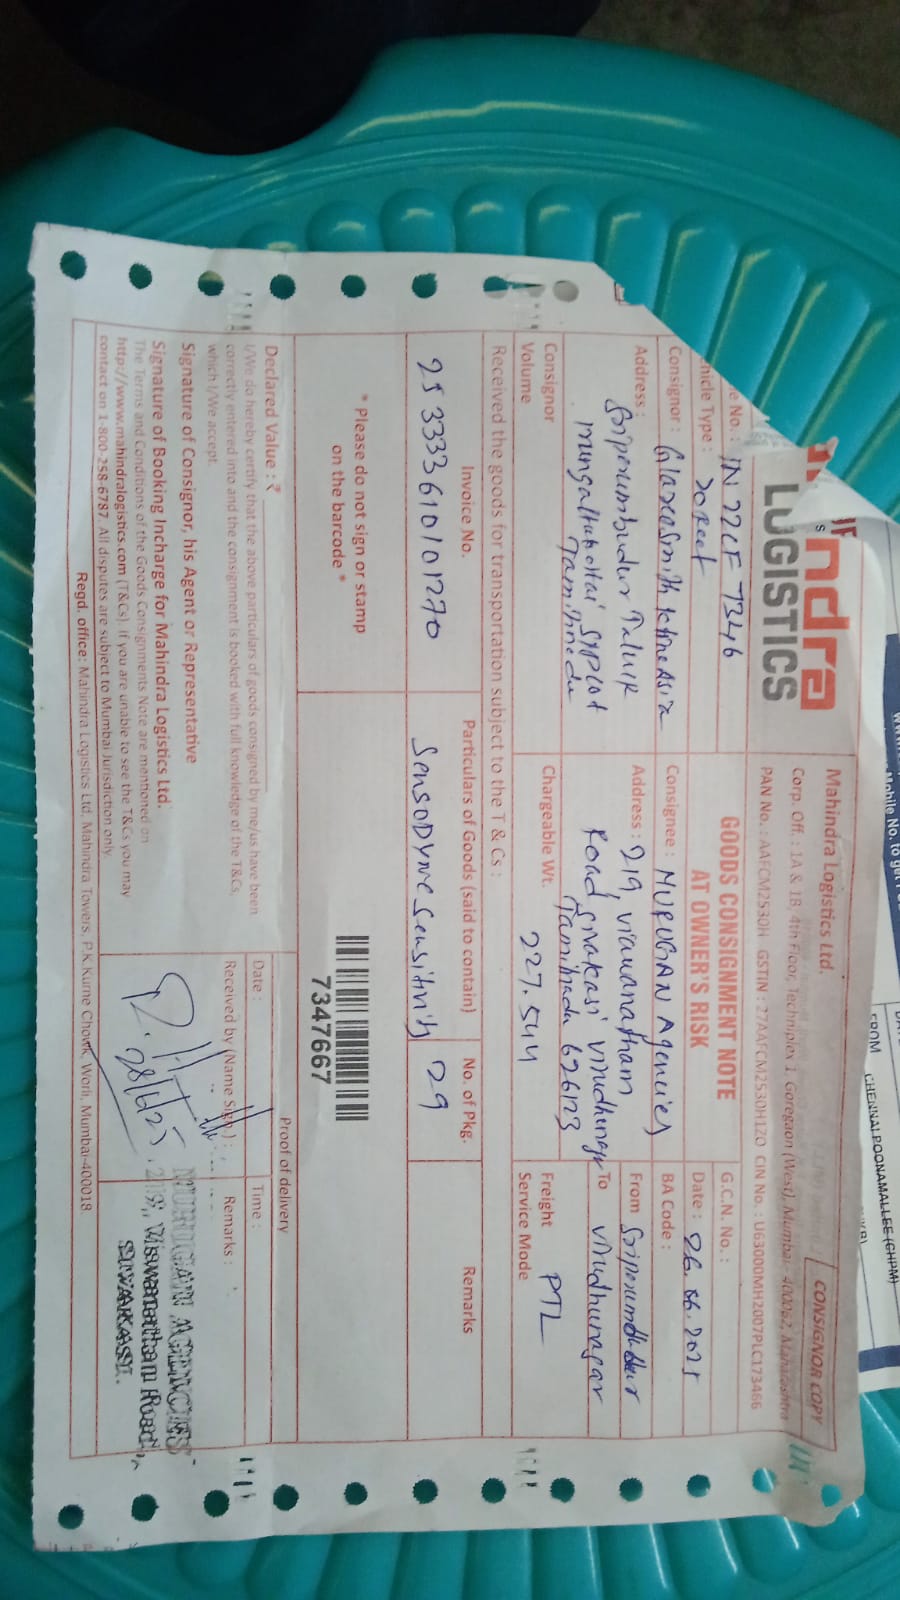 ndra
LOGISTICS
Mahindra Logistics Ltd.
CONSIGNOR COPY
Corp. Off. : 1A & 1B, 4th Floor, Techniplex 1, Goregaon (West), Mumbai- 400062, Maharashtra
PAN No. : AAFCM2530H GSTIN : 27AAFCM2530H1ZO CIN No. : U63000MH2007PLC173466
e No. : 22CF 7346
hicle Type : 20 Feet
GOODS CONSIGNMENT NOTE
AT OWNER'S RISK
G.C.N. No. :
Date : 26.06.2025
Consignor : Glaxosmithkline Asia
Consignee : MURUGAN Agencies
BA Code :
Address : Sriperumbudur Taluk
Address : 219, viswanatham
From Sriperumbudur
Road, sivakasi
Tamilnadu 626123
To virudhunagar
Consignor
Volume
Chargeable Wt. 227.544
Freight
Service Mode PTL
Received the goods for transportation subject to the T & Cs :
Invoice No.
Particulars of Goods (said to contain)
No. of Pkg.
Remarks
25333361010 1270
Sensodyne Sensitivity
29
* Please do not sign or stamp
on the barcode *
7347667
Declared Value : ₹
I/We do hereby certify that the above particulars of goods consigned by me/us have been
correctly entered into and the consignment is booked with full knowledge of the T&Cs
which I/We accept.
Signature of Consignor, his Agent or Representative
Signature of Booking Incharge for Mahindra Logistics Ltd.
The Terms and Conditions of the Goods Consignments Note are mentioned on
http://www.mahindralogistics.com (T&Cs). If you are unable to see the T&Cs you may
contact on 1-800-258-6787. All disputes are subject to Mumbai Jurisdiction only
Proof of delivery
Date :
Time :
Received by (Name Sign.) :
Remarks :
28/6/25
MURUGAN AGENCIES
219, Viswanatham Road,
SIVAKASI.
Regd. office: Mahindra Logistics Ltd, Mahindra Towers, P.K.Kurne Chowk, Worli, Mumbai-400018
Mobile No. to get
FROM
CHENNAI POONAMALLEE (CHPM)